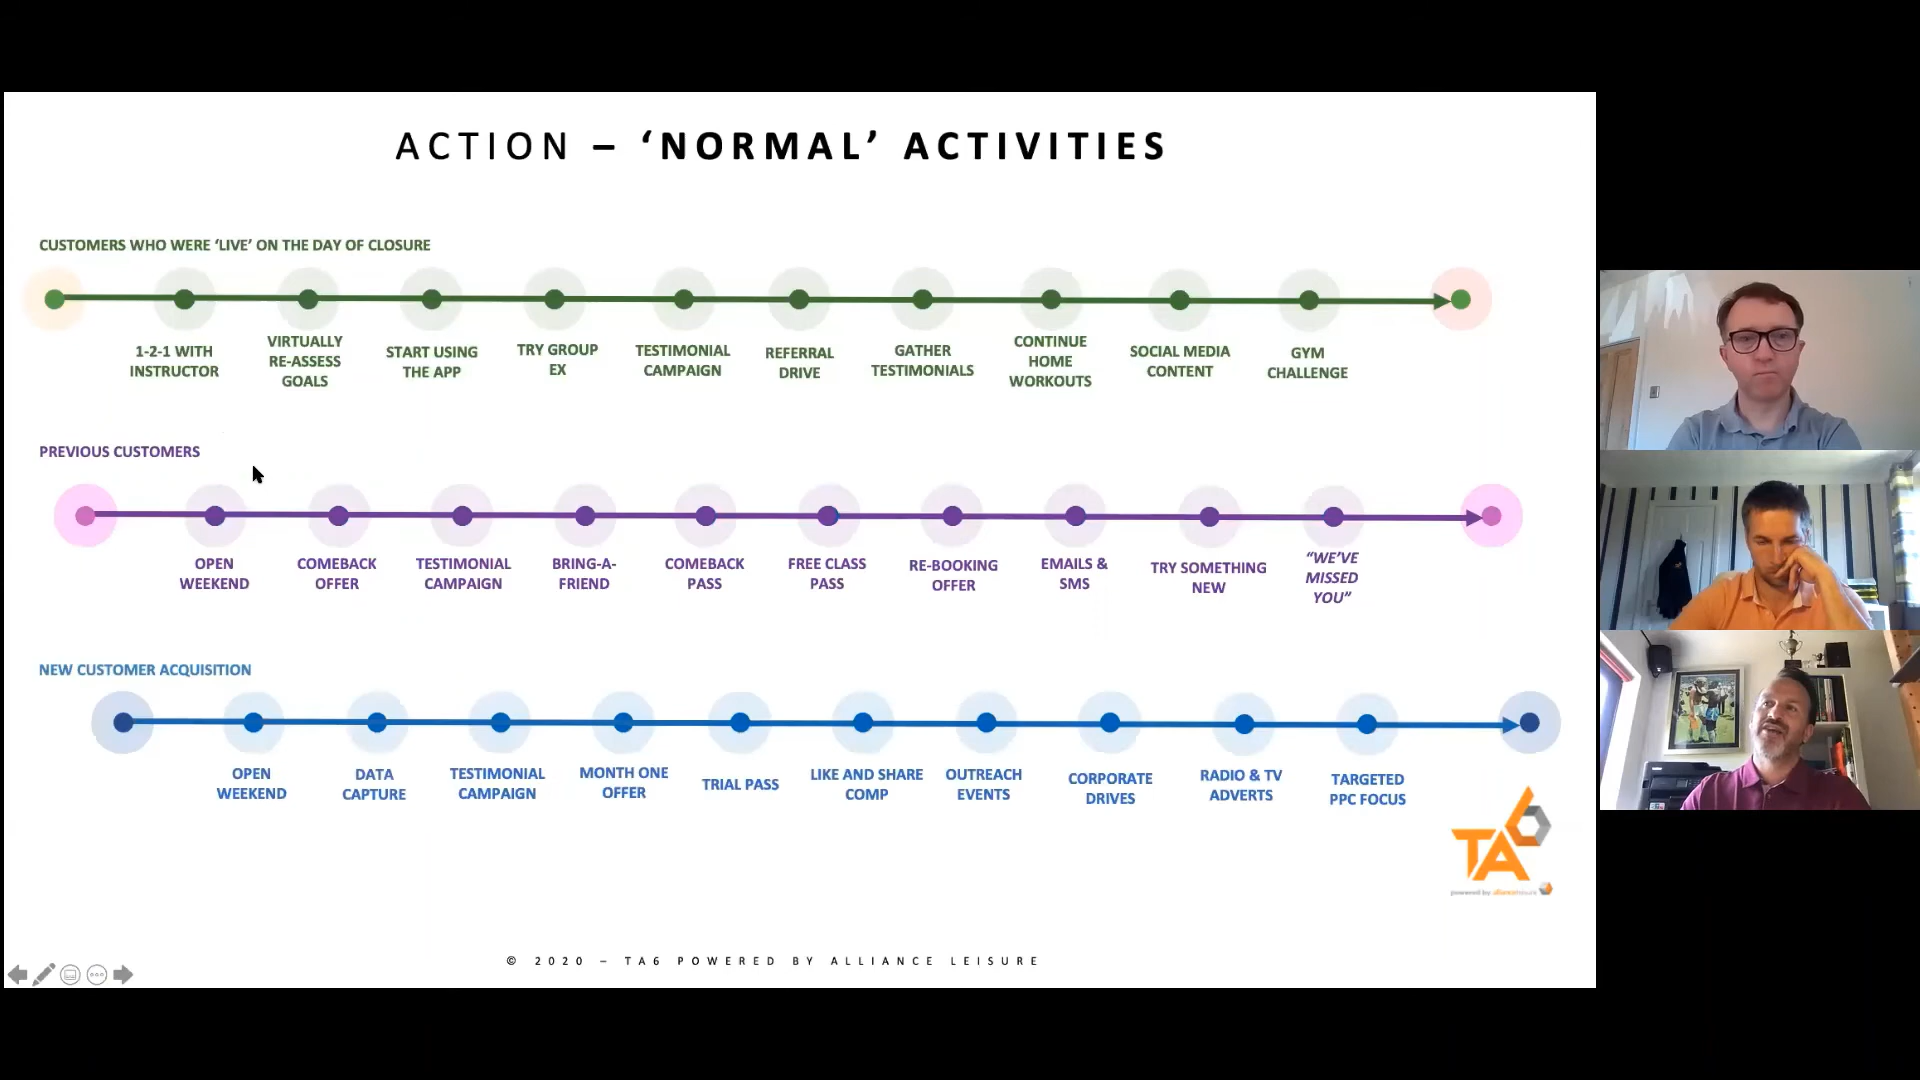 ACTION – ‘NORMAL’ ACTIVITIES
CUSTOMERS WHO WERE ‘LIVE’ ON THE DAY OF CLOSURE
1-2-1 WITH
INSTRUCTOR
VIRTUALLY
RE-ASSESS
GOALS
START USING
THE APP
TRY GROUP
EX
TESTIMONIAL
CAMPAIGN
REFERRAL
DRIVE
GATHER
TESTIMONIALS
CONTINUE
HOME
WORKOUTS
SOCIAL MEDIA
CONTENT
GYM
CHALLENGE
PREVIOUS CUSTOMERS
OPEN
WEEKEND
COMEBACK
OFFER
TESTIMONIAL
CAMPAIGN
BRING-A-
FRIEND
COMEBACK
PASS
FREE CLASS
PASS
RE-BOOKING
OFFER
EMAILS &
SMS
TRY SOMETHING
NEW
“WE’VE
MISSED
YOU”
NEW CUSTOMER ACQUISITION
OPEN
WEEKEND
DATA
CAPTURE
TESTIMONIAL
CAMPAIGN
MONTH ONE
OFFER
TRIAL PASS
LIKE AND SHARE
COMP
OUTREACH
EVENTS
CORPORATE
DRIVES
RADIO & TV
ADVERTS
TARGETED
PPC FOCUS
TA6
powered by allianceleisure
© 2020 – TA6 POWERED BY ALLIANCE LEISURE